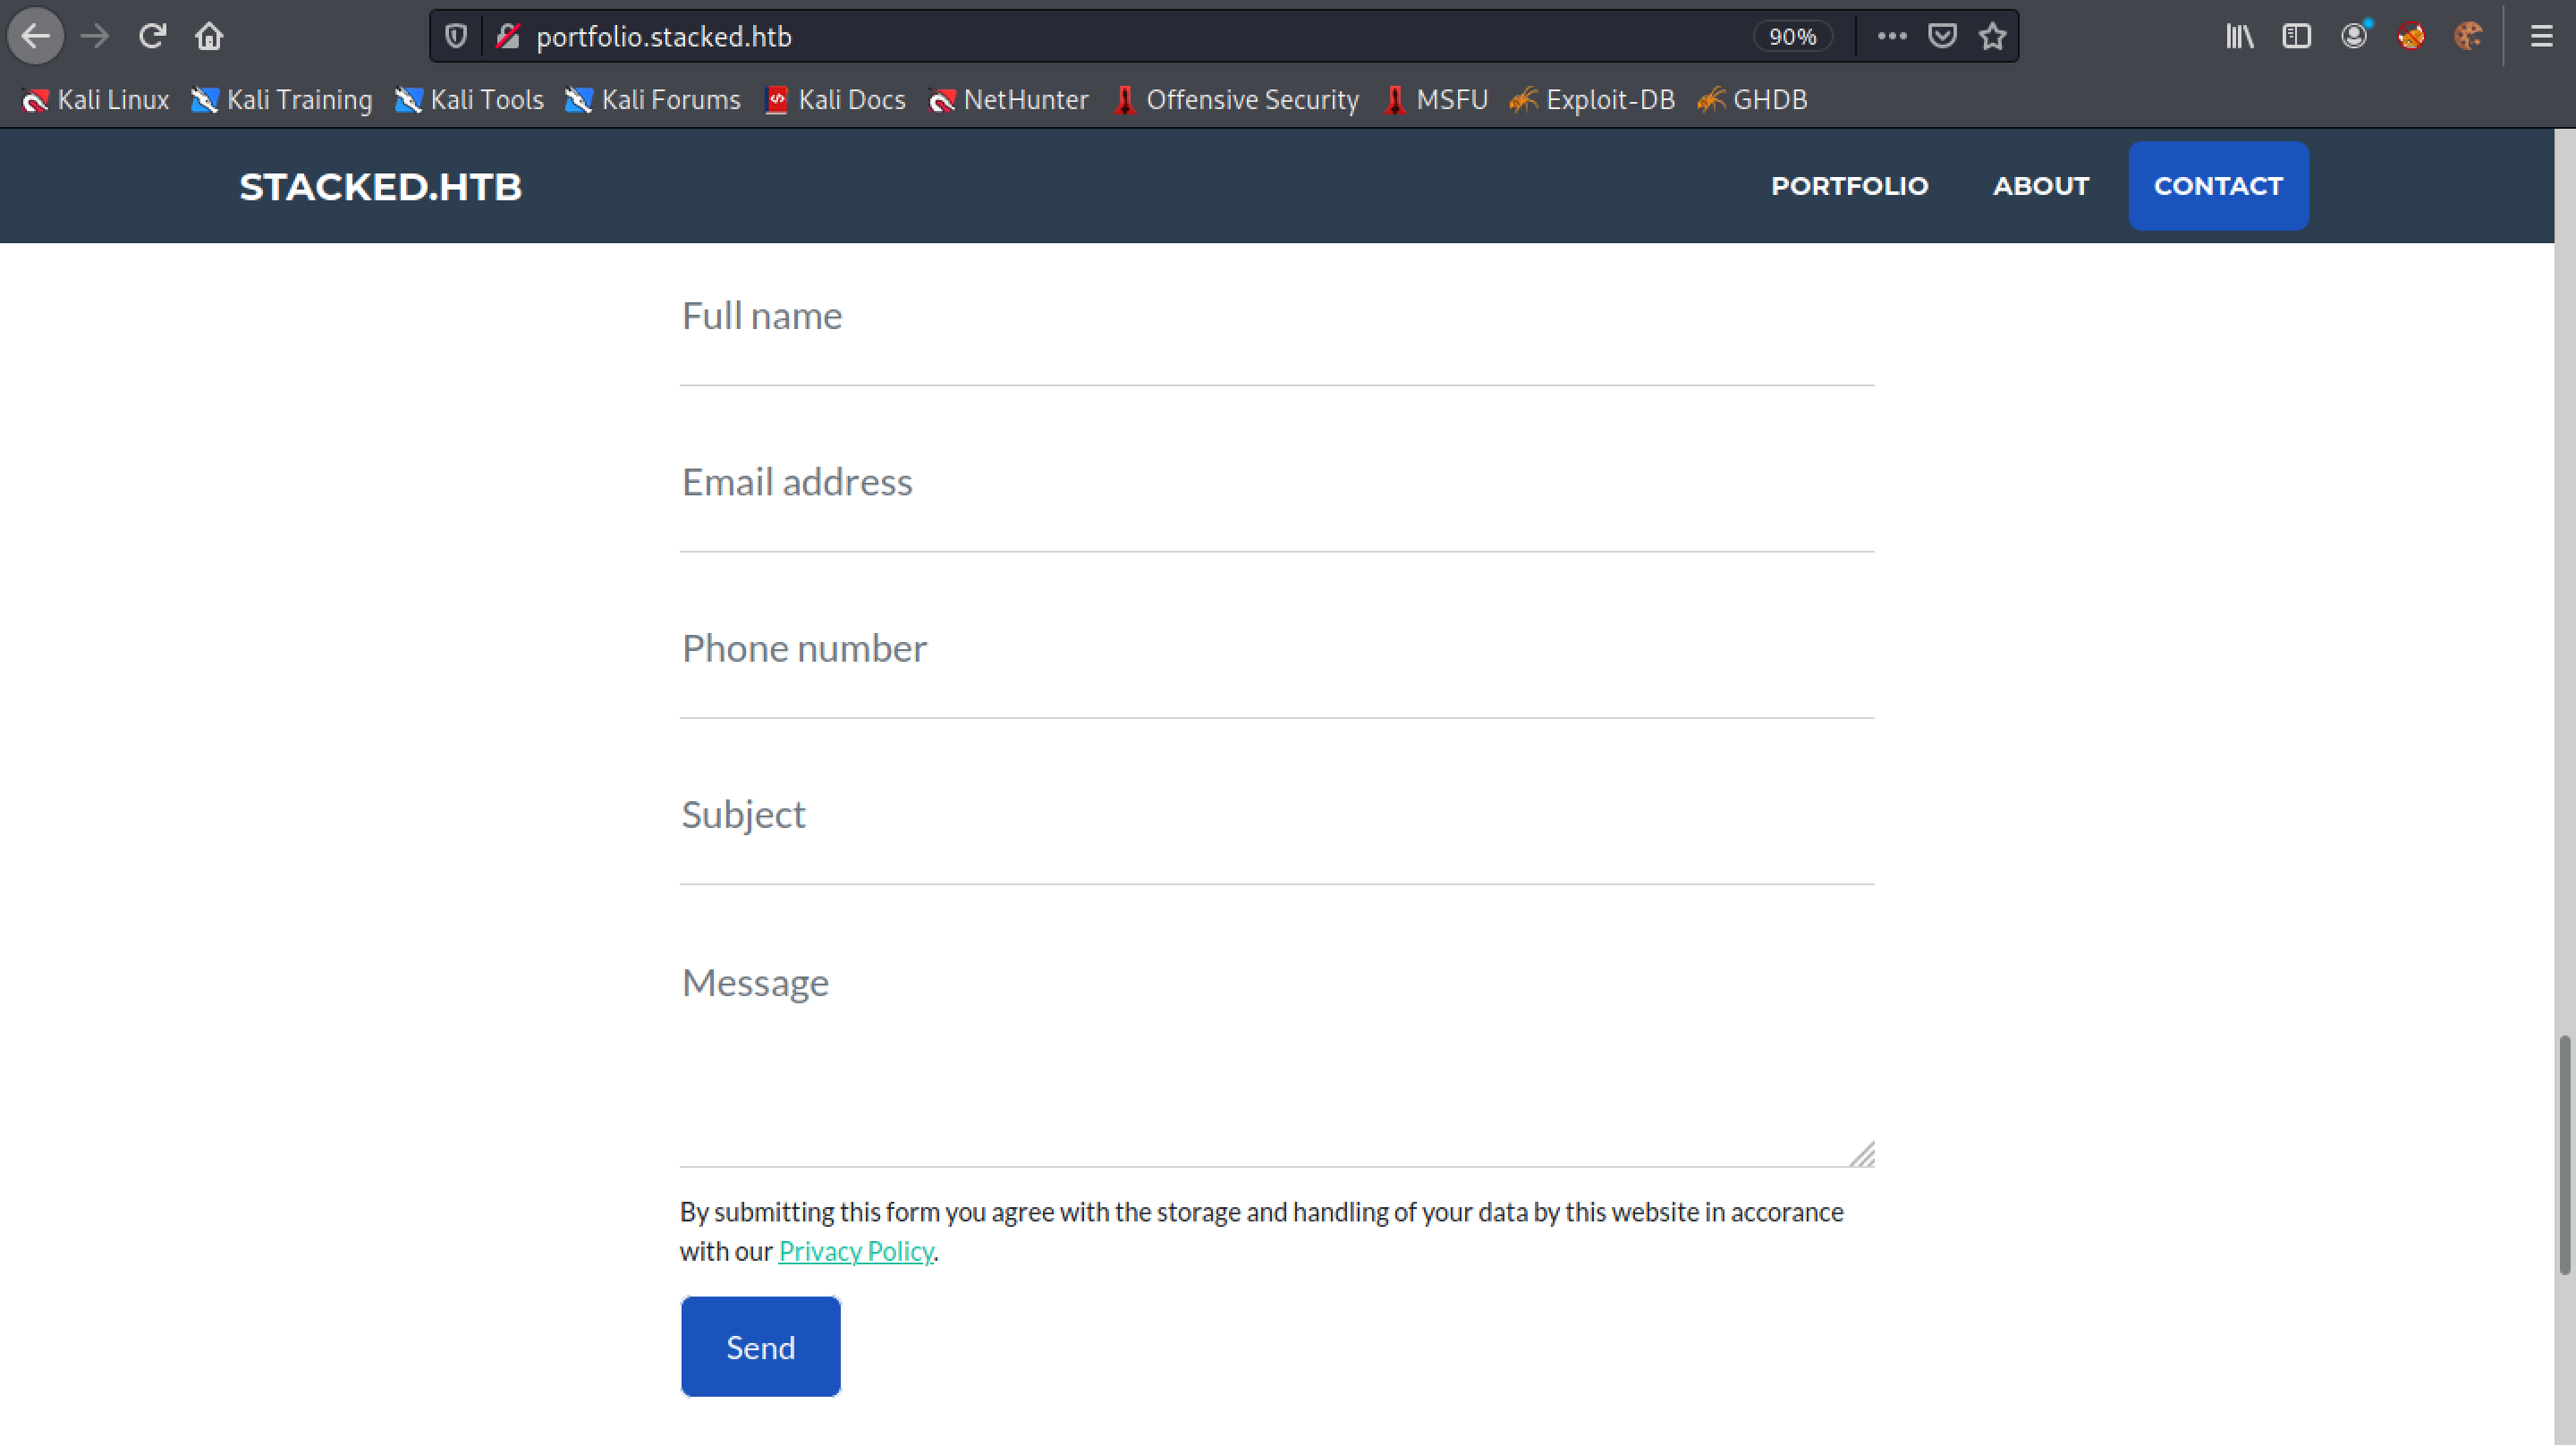 portfolio.stacked.htb 90%
Kali Linux Kali Training Kali Tools Kali Forums Kali Docs NetHunter Offensive Security MSFU Exploit-DB GHDB
STACKED.HTB PORTFOLIO ABOUT CONTACT
Full name
Email address
Phone number
Subject
Message
By submitting this form you agree with the storage and handling of your data by this website in accorance
with our Privacy Policy.
Send